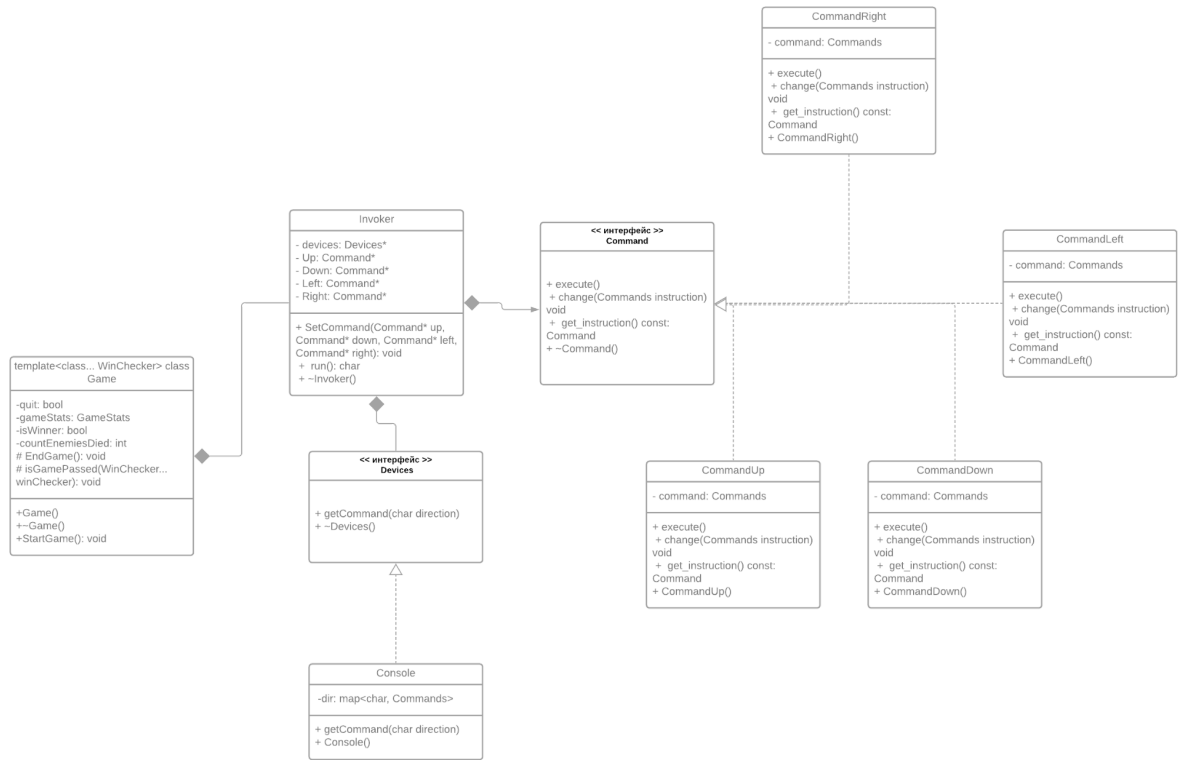 CommandRight
- command: Commands
+ execute()
+ change(Commands instruction)
void
+ get_instruction() const:
Command
+ CommandRight()
Invoker
- devices: Devices*
- Up: Command*
- Down: Command*
- Left: Command*
- Right: Command*
+ SetCommand(Command* up,
Command* down, Command* left,
Command* right): void
+ run(): char
+ ~Invoker()
<< интерфейс >>
Command
+ execute()
+ change(Commands instruction)
void
+ get_instruction() const:
Command
+ ~Command()
CommandLeft
- command: Commands
+ execute()
+ change(Commands instruction)
void
+ get_instruction() const:
Command
+ CommandLeft()
template<class... WinChecker> class
Game
-quit: bool
-gameStats: GameStats
-isWinner: bool
-countEnemiesDied: int
# EndGame(): void
# isGamePassed(WinChecker...
winChecker): void
+Game()
+~Game()
+StartGame(): void
<< интерфейс >>
Devices
+ getCommand(char direction)
+ ~Devices()
CommandUp
- command: Commands
+ execute()
+ change(Commands instruction)
void
+ get_instruction() const:
Command
+ CommandUp()
CommandDown
- command: Commands
+ execute()
+ change(Commands instruction)
void
+ get_instruction() const:
Command
+ CommandDown()
Console
-dir: map<char, Commands>
+ getCommand(char direction)
+ Console()